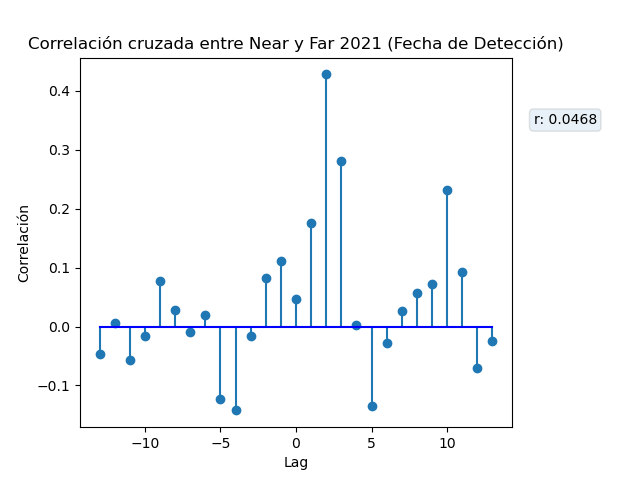 Correlación cruzada entre Near y Far 2021 (Fecha de Detección)
r: 0.0468
Correlación
0.4
0.3
0.2
0.1
0.0
−0.1
−10
−5
0
5
10
Lag